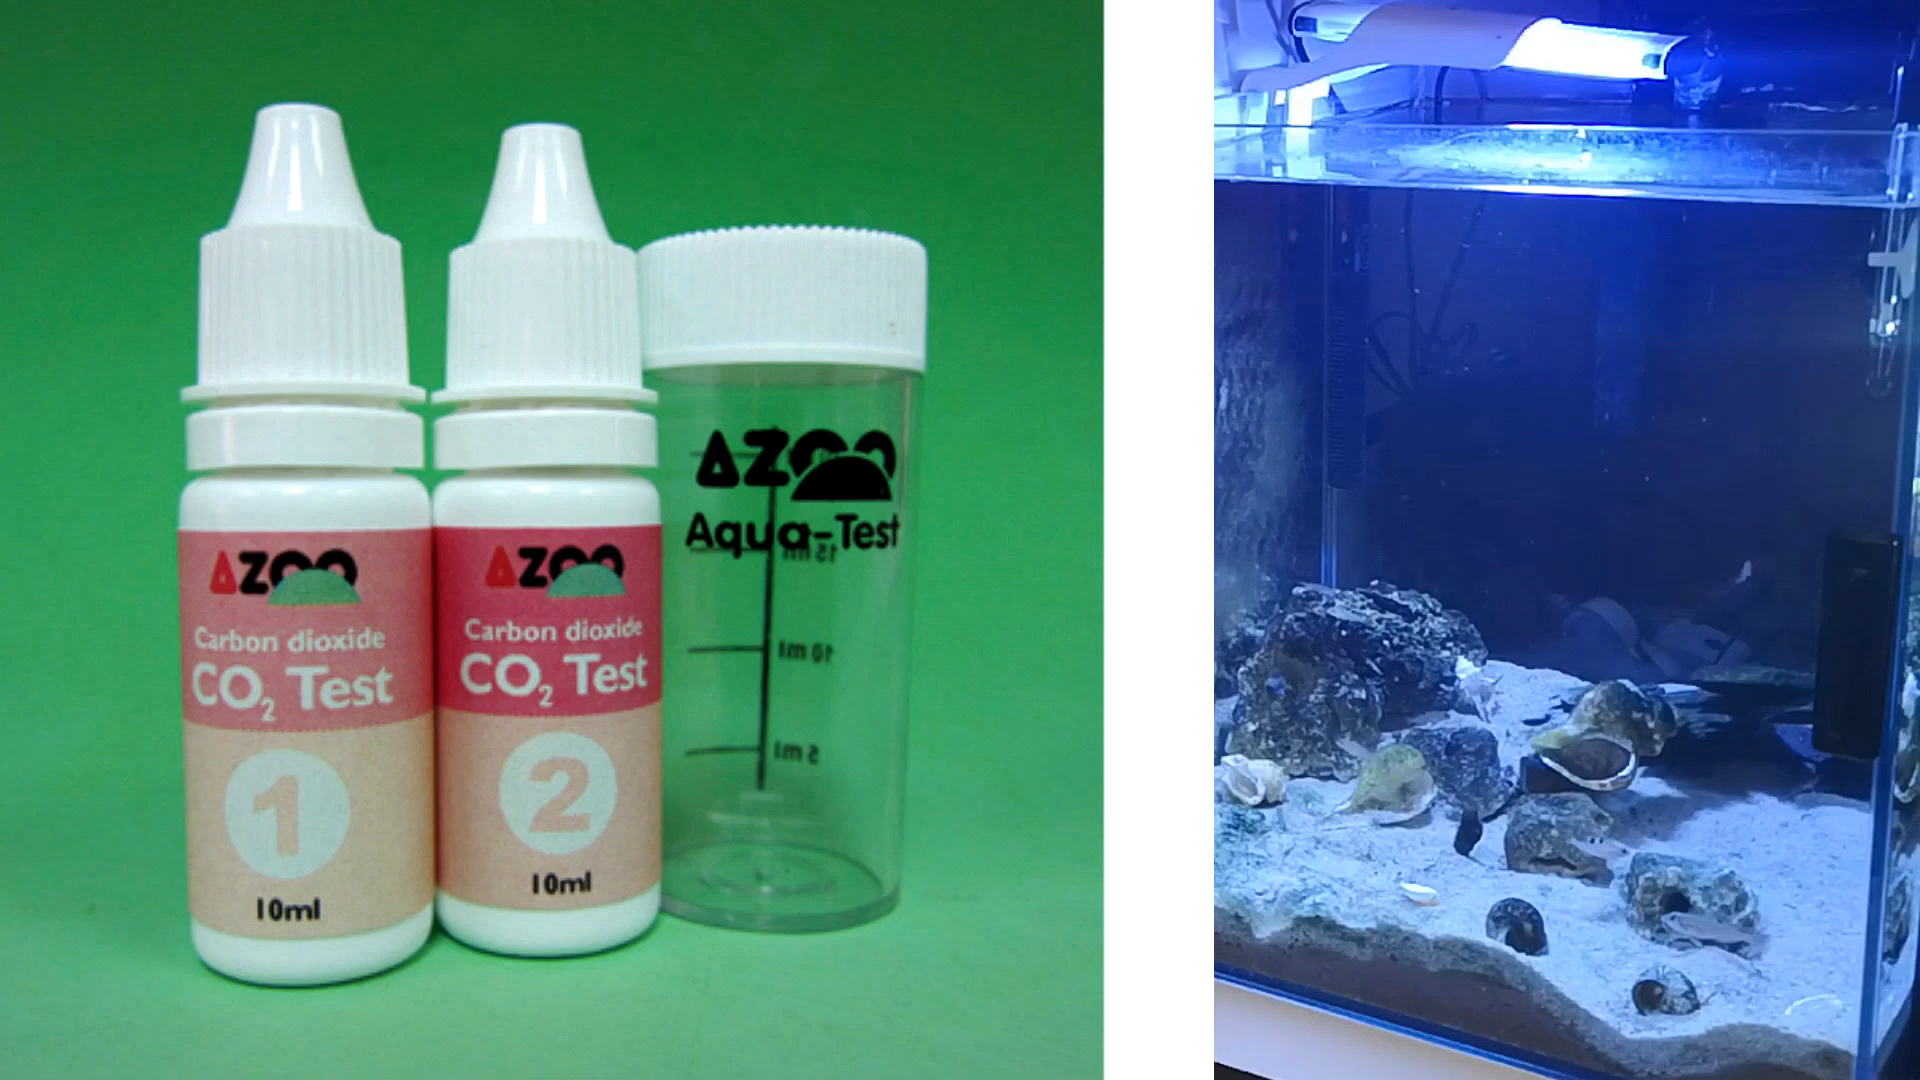 AZOO
Carbon dioxide
CO₂ Test
1
10ml
AZOO
Carbon dioxide
CO₂ Test
2
10ml
AZOO
Aqua-Test
15 ml
10 ml
5 ml